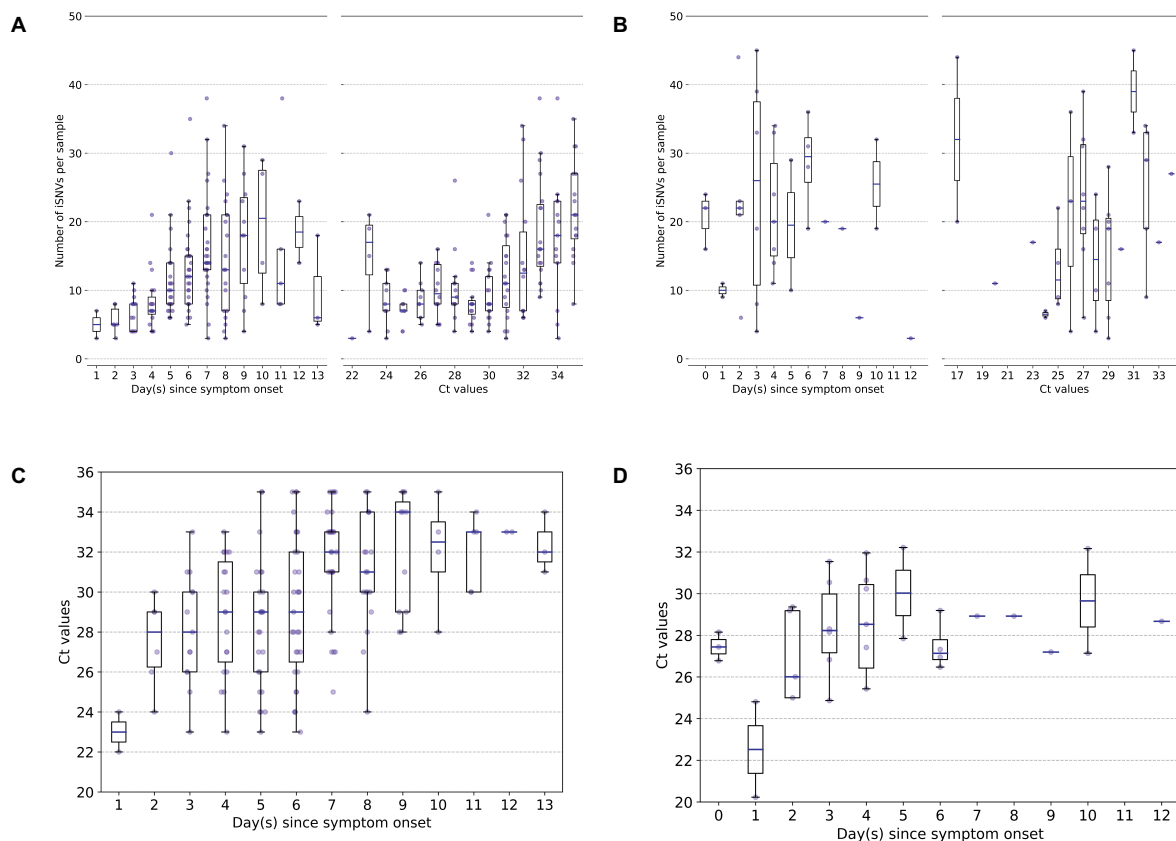 A
50
40
30
20
10
0
Number of iSNVs per sample
1 2 3 4 5 6 7 8 9 10 11 12 13
Day(s) since symptom onset
22 24 26 28 30 32 34
Ct values
B
50
40
30
20
10
0
Number of iSNVs per sample
0 1 2 3 4 5 6 7 8 9 10 11 12
Day(s) since symptom onset
17 19 21 23 25 27 29 31 33
Ct values
C
36
34
32
30
28
26
24
22
20
Ct values
1 2 3 4 5 6 7 8 9 10 11 12 13
Day(s) since symptom onset
D
36
34
32
30
28
26
24
22
20
Ct values
0 1 2 3 4 5 6 7 8 9 10 11 12
Day(s) since symptom onset